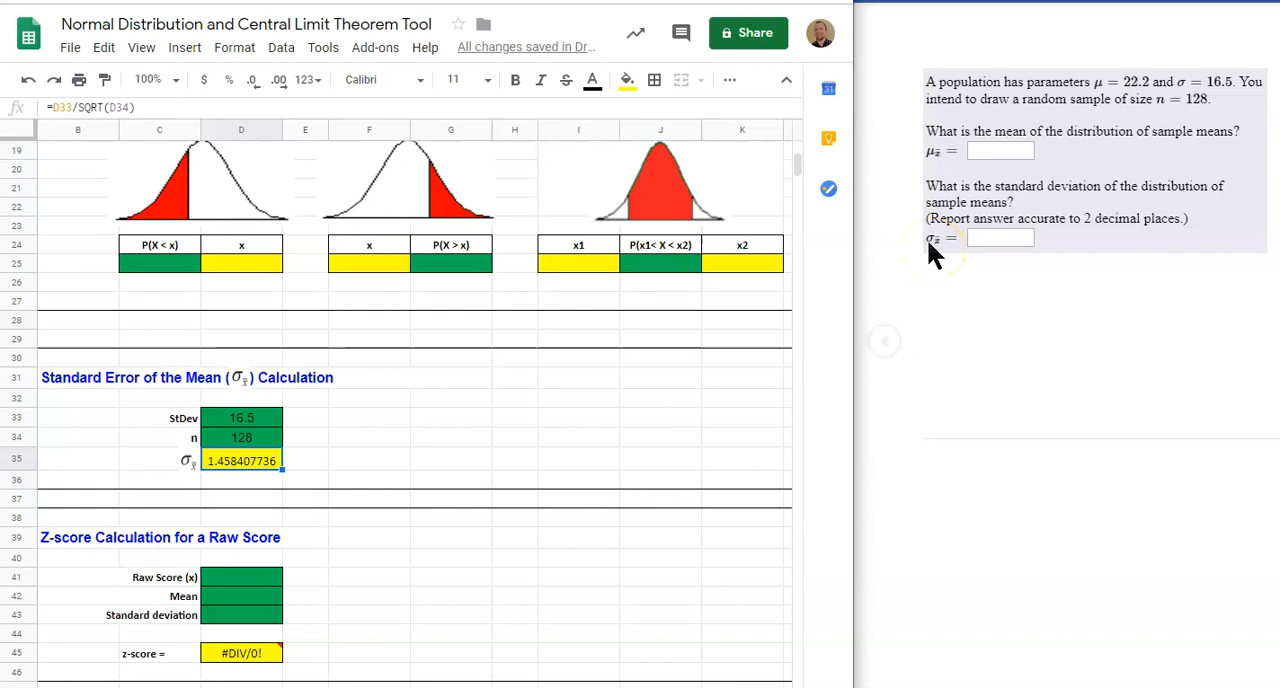 Normal Distribution and Central Limit Theorem Tool
File Edit View Insert Format Data Tools Add-ons Help All changes saved in Dr...
Share
100% $ % .0 .00 123 Calibri 11 B I S A ...
fx =D33/SQRT(D34)
B C D E F G H I J K
19
20
21
22
23
24 P(X < x) x x P(X > x) x1 P(x1< X < x2) x2
25
26
27
28
29
30
31 Standard Error of the Mean (σx̄) Calculation
32
33 StDev 16.5
34 n 128
35 σx̄ 1.458407736
36
37
38
39 Z-score Calculation for a Raw Score
40
41 Raw Score (x)
42 Mean
43 Standard deviation
44
45 z-score = #DIV/0!
46
31
A population has parameters μ = 22.2 and σ = 16.5. You
intend to draw a random sample of size n = 128.
What is the mean of the distribution of sample means?
μx̄ =
What is the standard deviation of the distribution of
sample means?
(Report answer accurate to 2 decimal places.)
σx̄ =